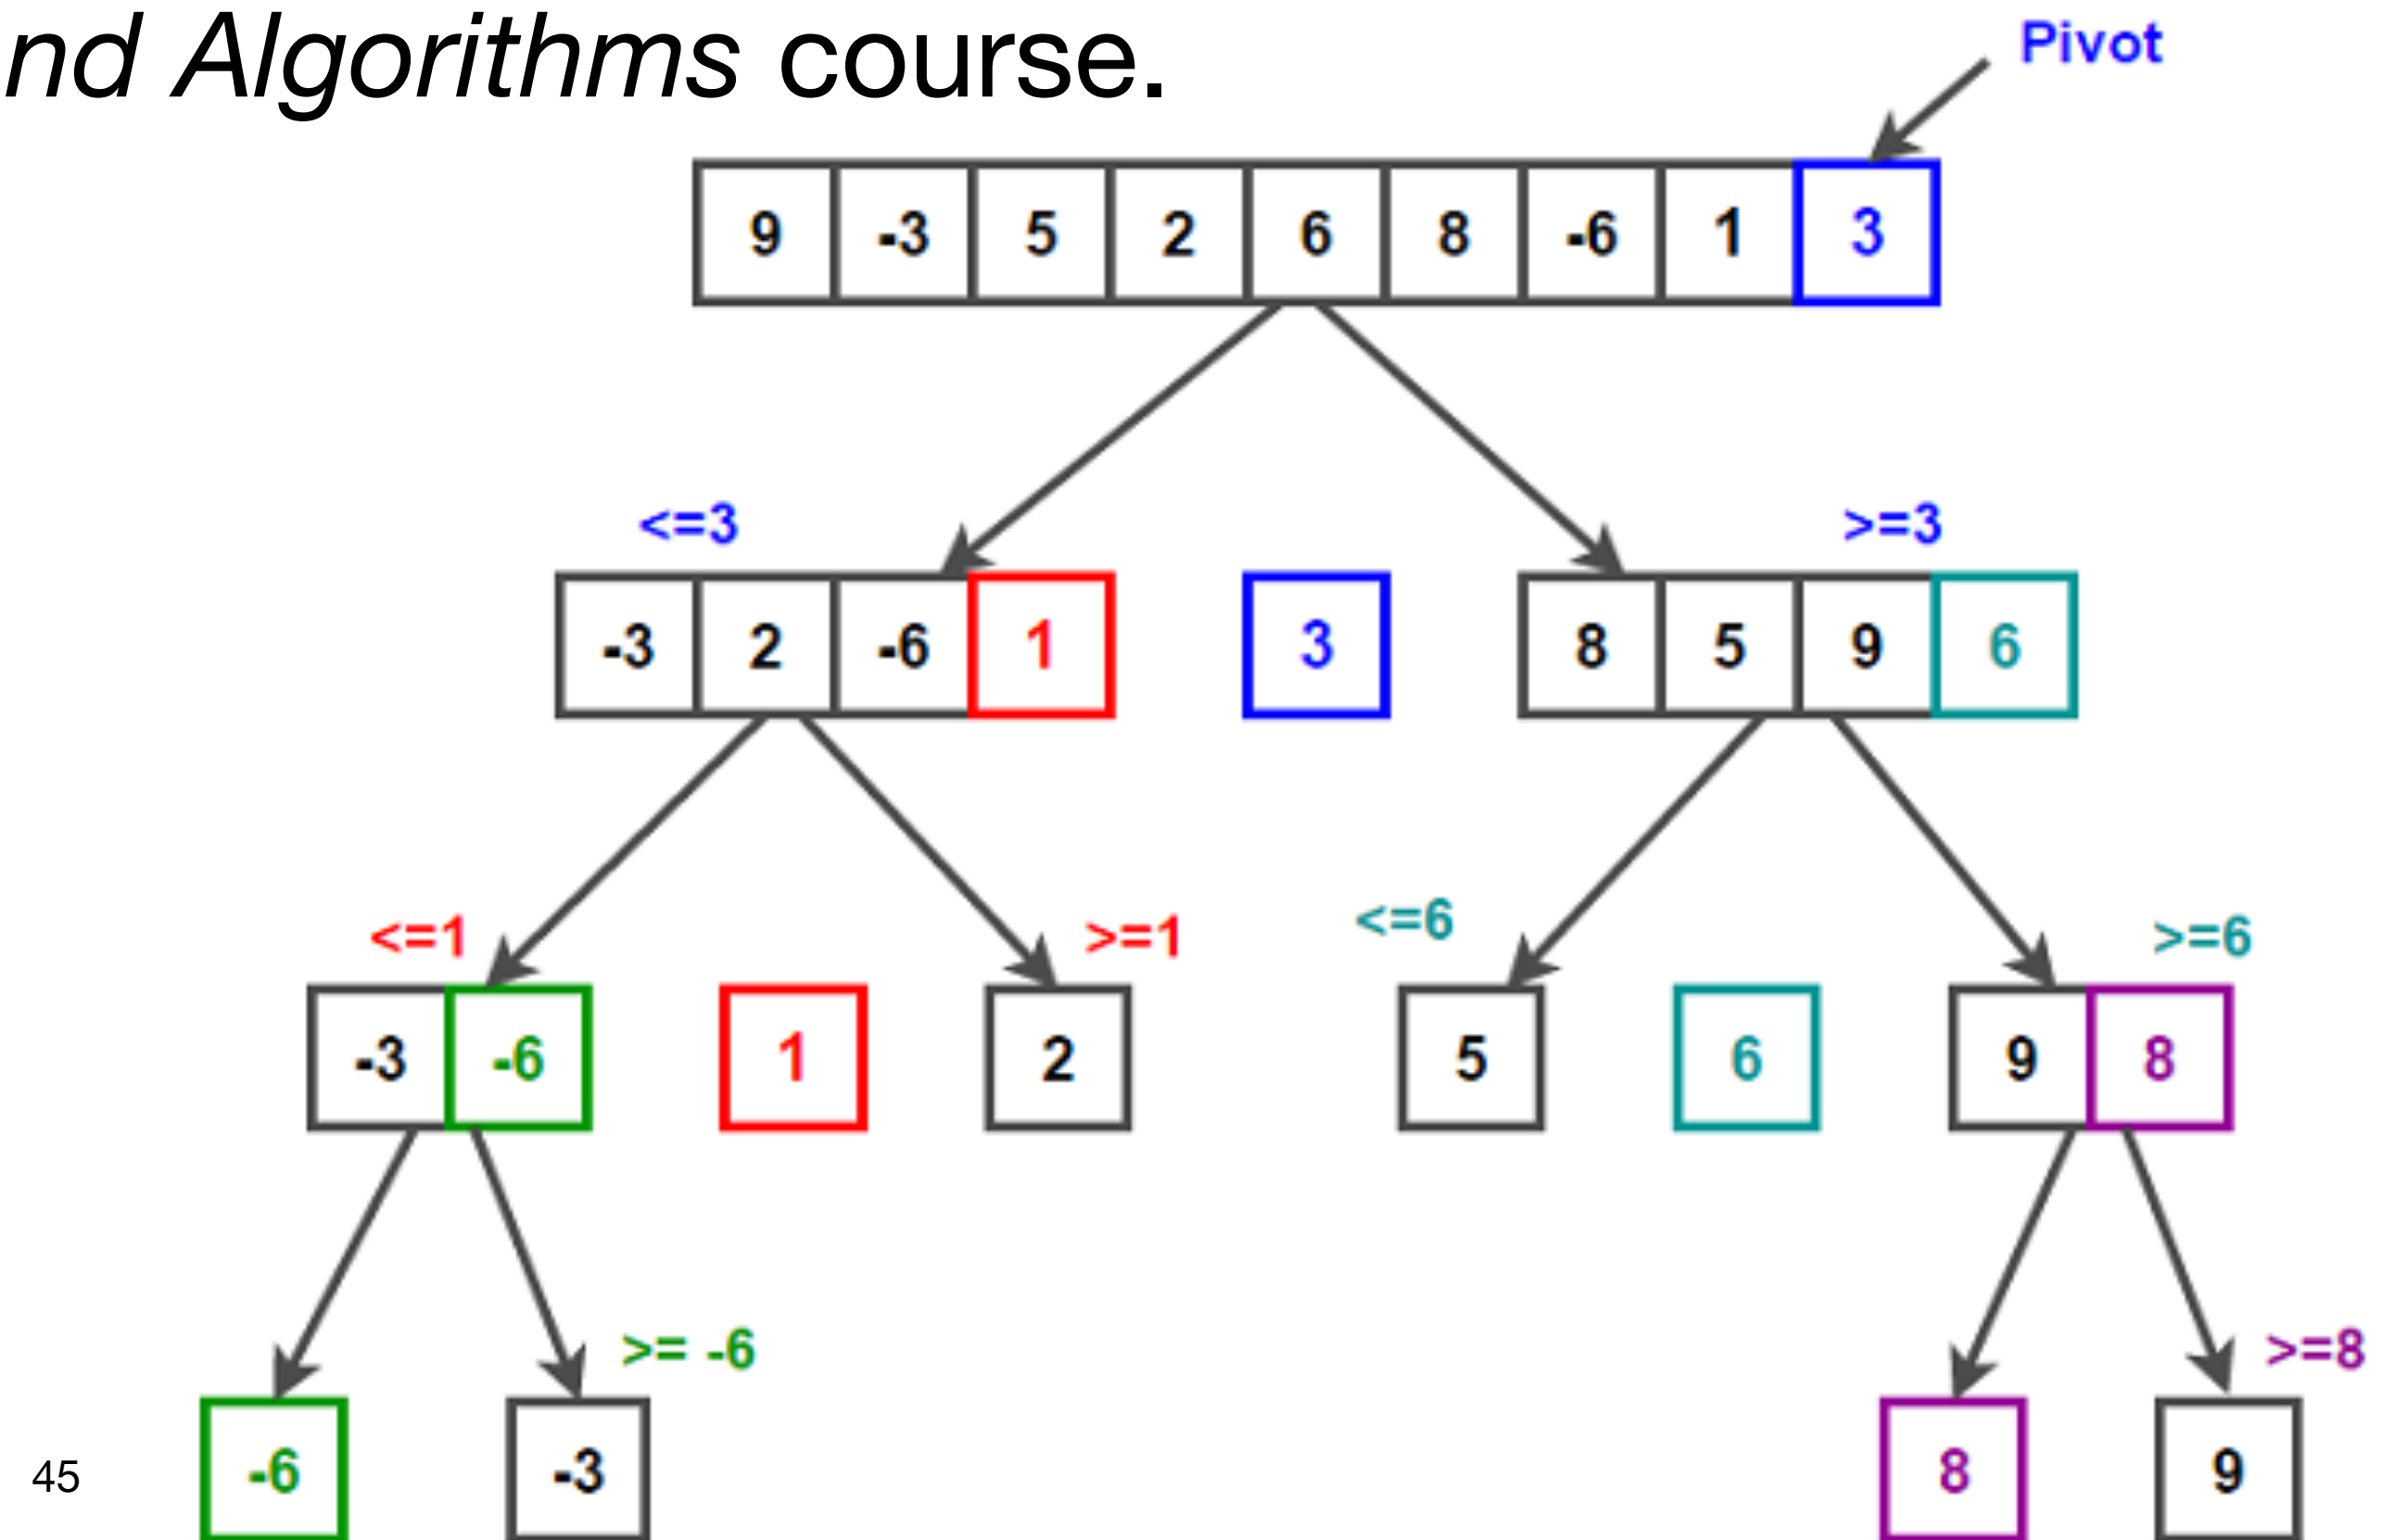 nd Algorithms course.
Pivot
9 -3 5 2 6 8 -6 1 3
<=3 >=3
-3 2 -6 1 3 8 5 9 6
<=1 >=1 <=6 >=6
-3 -6 1 2 5 6 9 8
>= -6 >=8
-6 -3 8 9
45